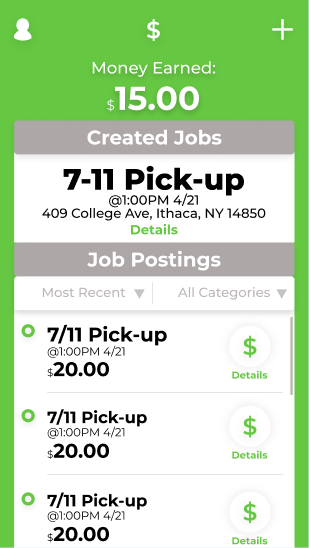 $
Money Earned:
$15.00
Created Jobs
7-11 Pick-up
@1:00PM 4/21
409 College Ave, Ithaca, NY 14850
Details
Job Postings
Most Recent ▼ All Categories ▼
7/11 Pick-up
@1:00PM 4/21
$20.00
$
Details
7/11 Pick-up
@1:00PM 4/21
$20.00
$
Details
7/11 Pick-up
@1:00PM 4/21
$20.00
$
Details